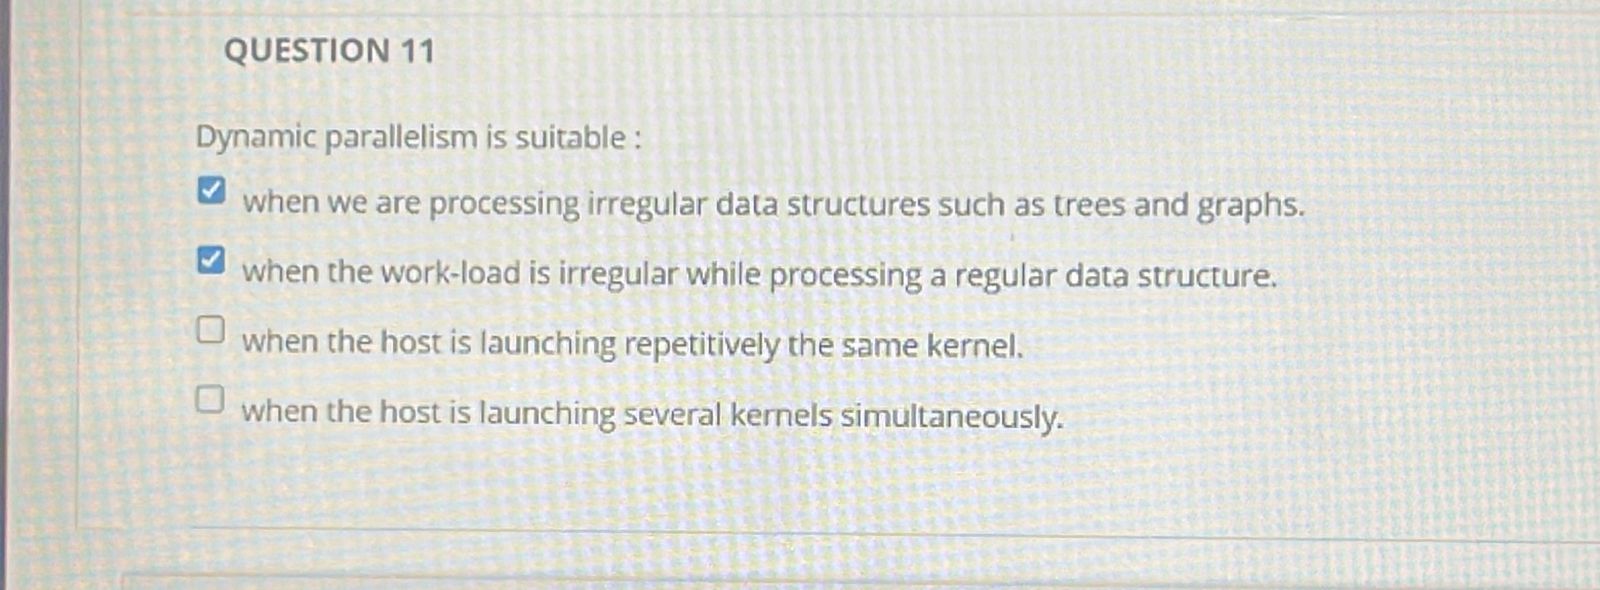 QUESTION 11
Dynamic parallelism is suitable :
when we are processing irregular data structures such as trees and graphs.
when the work-load is irregular while processing a regular data structure.
when the host is launching repetitively the same kernel.
when the host is launching several kernels simultaneously.